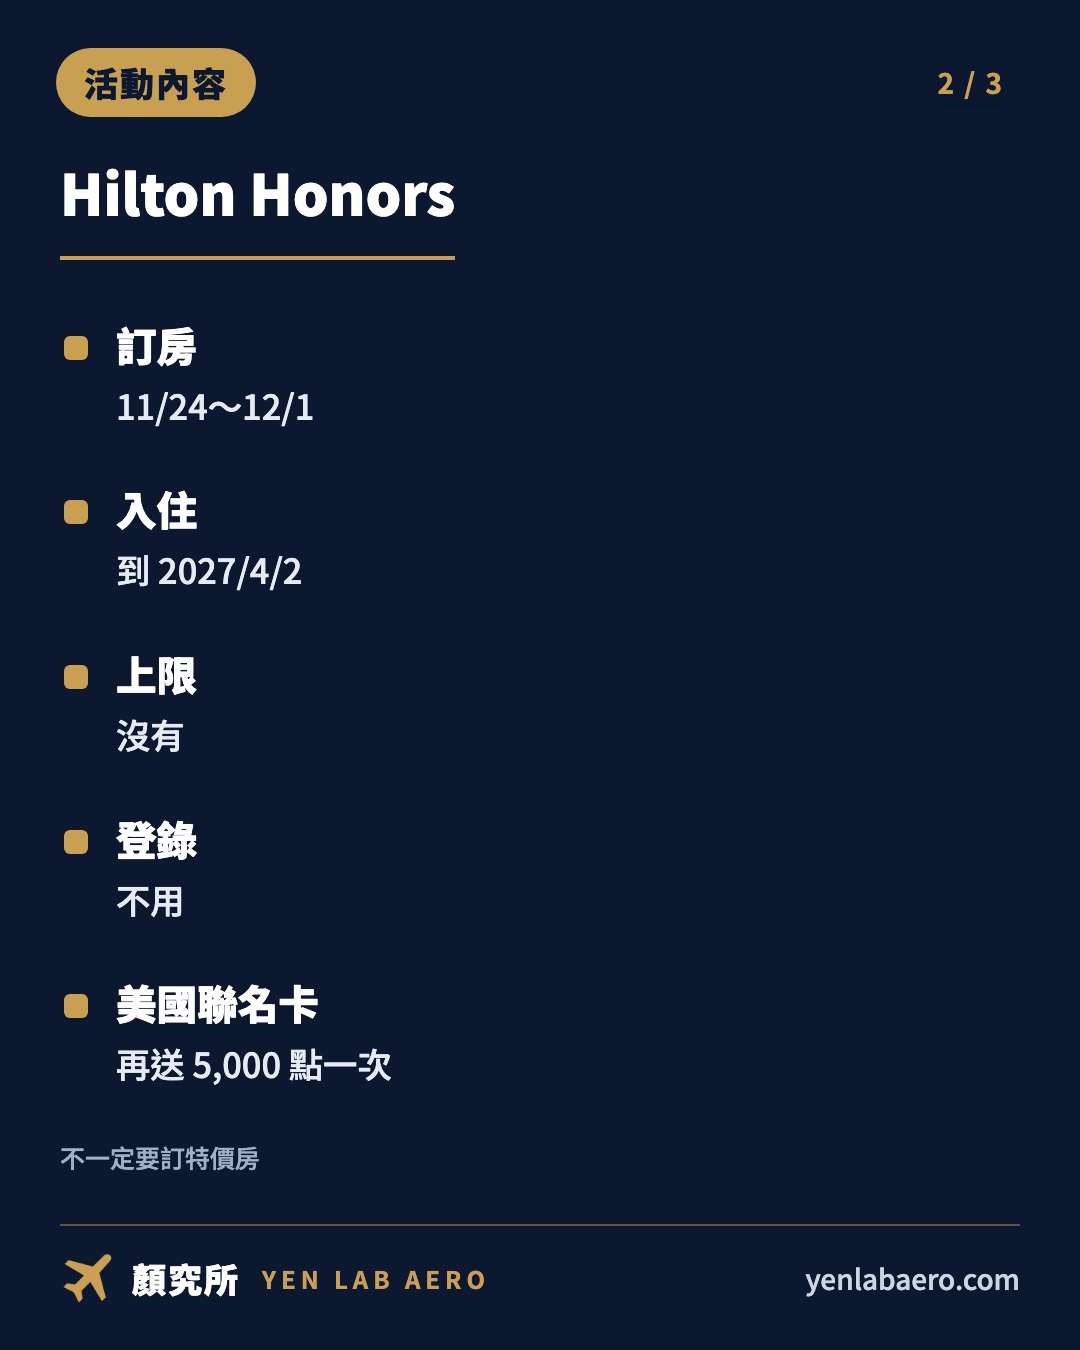 活動內容
2 / 3
Hilton Honors
訂房
11/24～12/1
入住
到 2027/4/2
上限
沒有
登錄
不用
美國聯名卡
再送 5,000 點一次
不一定要訂特價房
顏究所 YEN LAB AERO
yenlabaero.com